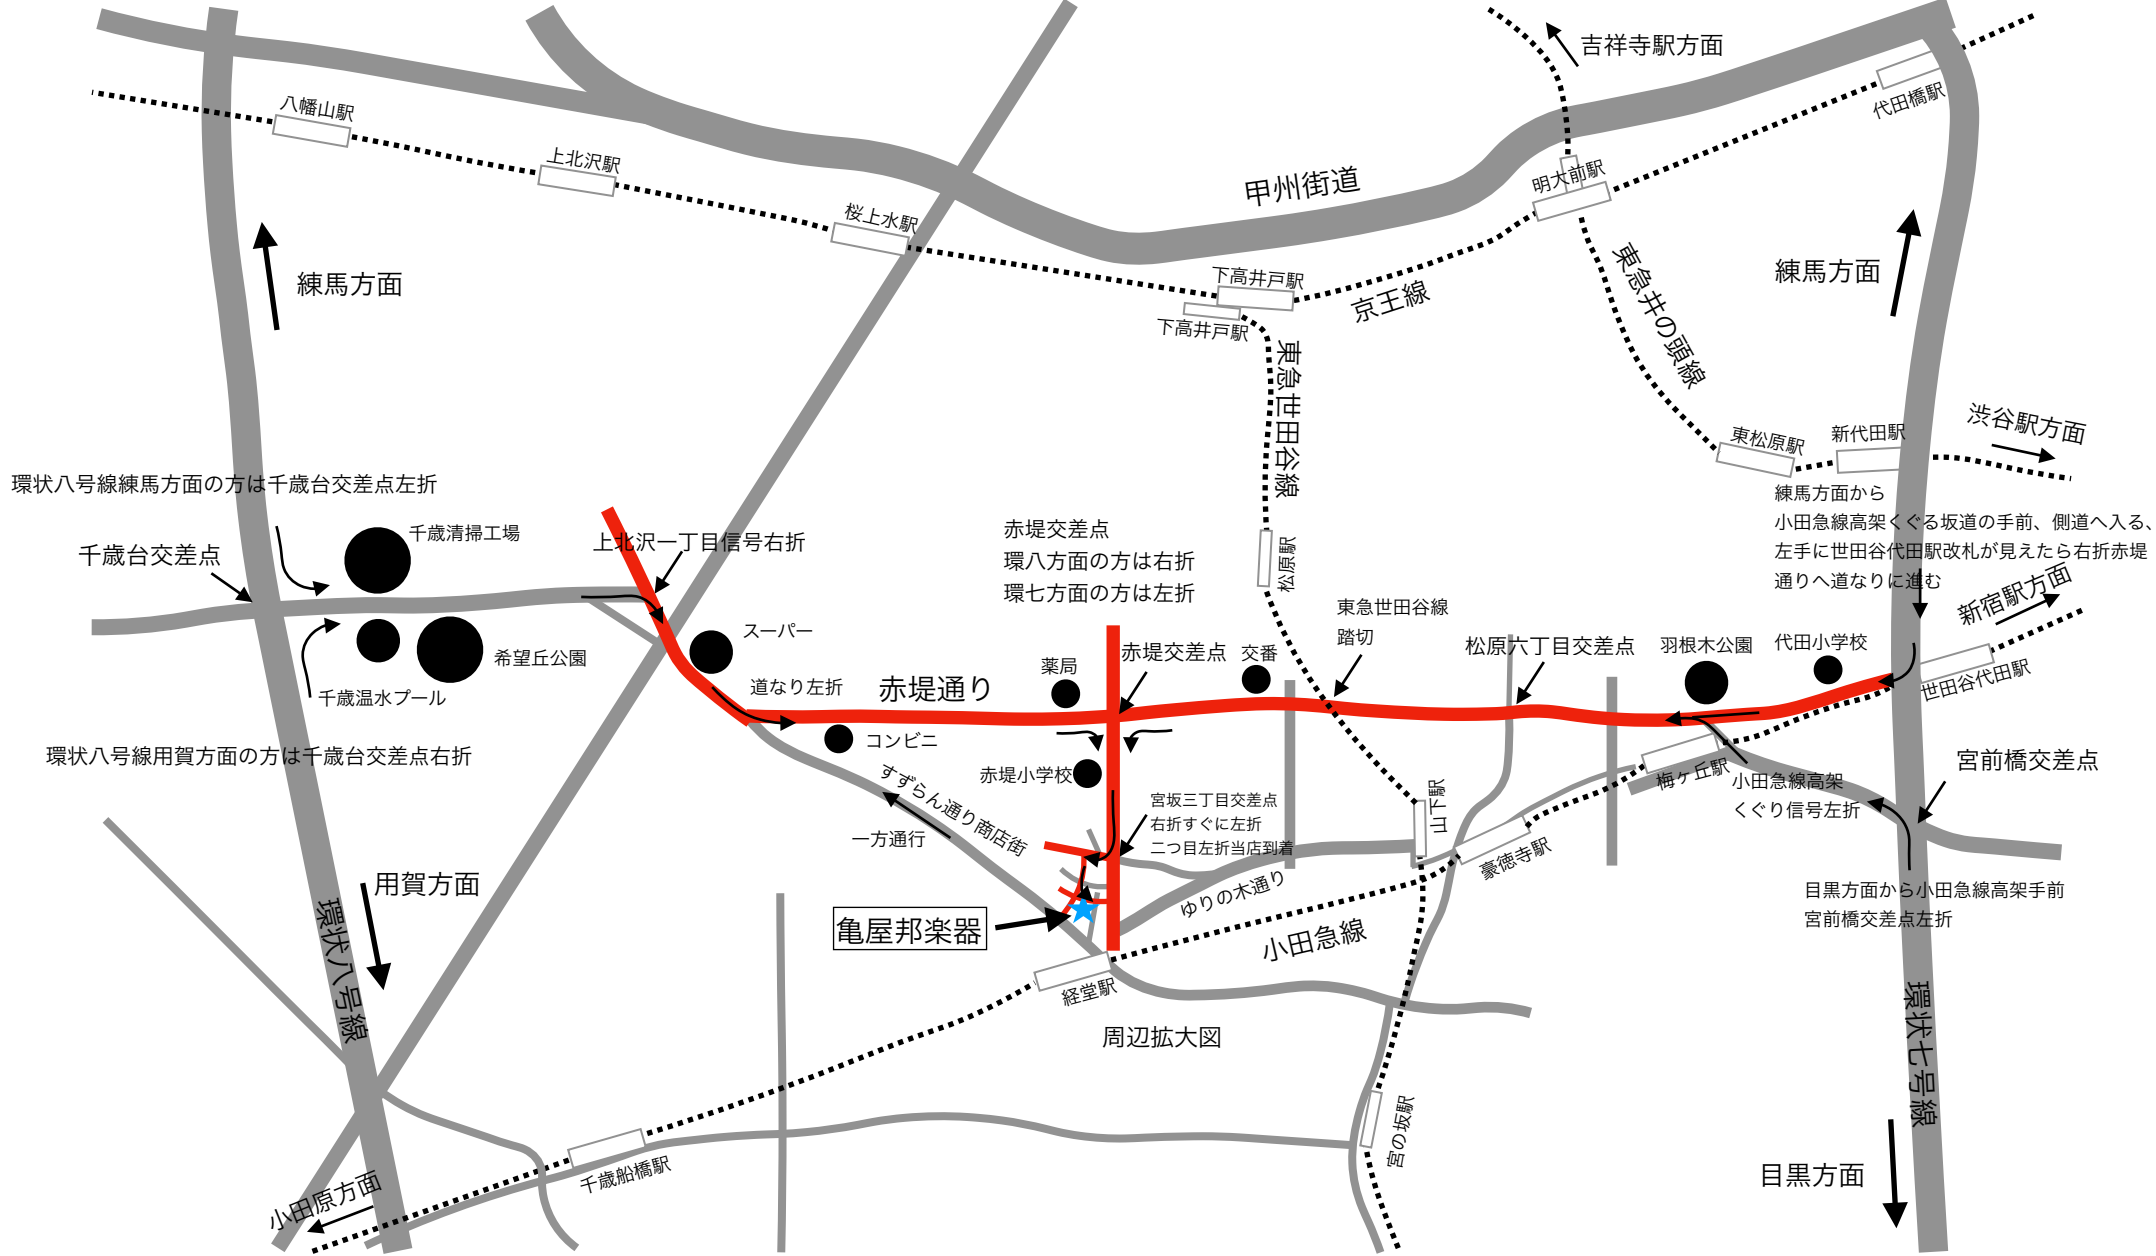 吉祥寺駅方面
代田橋駅
八幡山駅
上北沢駅
桜上水駅
甲州街道
明大前駅
下高井戸駅
下高井戸駅
京王線
練馬方面
練馬方面
東急井の頭線
東急世田谷線
渋谷駅方面
東松原駅
新代田駅
環状八号線練馬方面の方は千歳台交差点左折
千歳清掃工場
千歳台交差点
上北沢一丁目信号右折
赤堤交差点
環八方面の方は右折
環七方面の方は左折
松原駅
練馬方面から
小田急線高架くぐる坂道の手前、側道へ入る、
左手に世田谷代田駅改札が見えたら右折赤堤
通りへ道なりに進む
新宿駅方面
東急世田谷線
踏切
スーパー
希望丘公園
千歳温水プール
道なり左折
赤堤通り
薬局
赤堤交差点
交番
松原六丁目交差点
羽根木公園
代田小学校
世田谷代田駅
環状八号線用賀方面の方は千歳台交差点右折
コンビニ
赤堤小学校
すずらん通り商店街
一方通行
宮坂三丁目交差点
右折すぐに左折
二つ目左折当店到着
山下駅
梅ヶ丘駅
小田急線高架
くぐり信号左折
宮前橋交差点
豪徳寺駅
ゆりの木通り
用賀方面
環状八号線
亀屋邦楽器
小田急線
目黒方面から小田急線高架手前
宮前橋交差点左折
経堂駅
周辺拡大図
環状七号線
宮の坂駅
千歳船橋駅
小田原方面
目黒方面